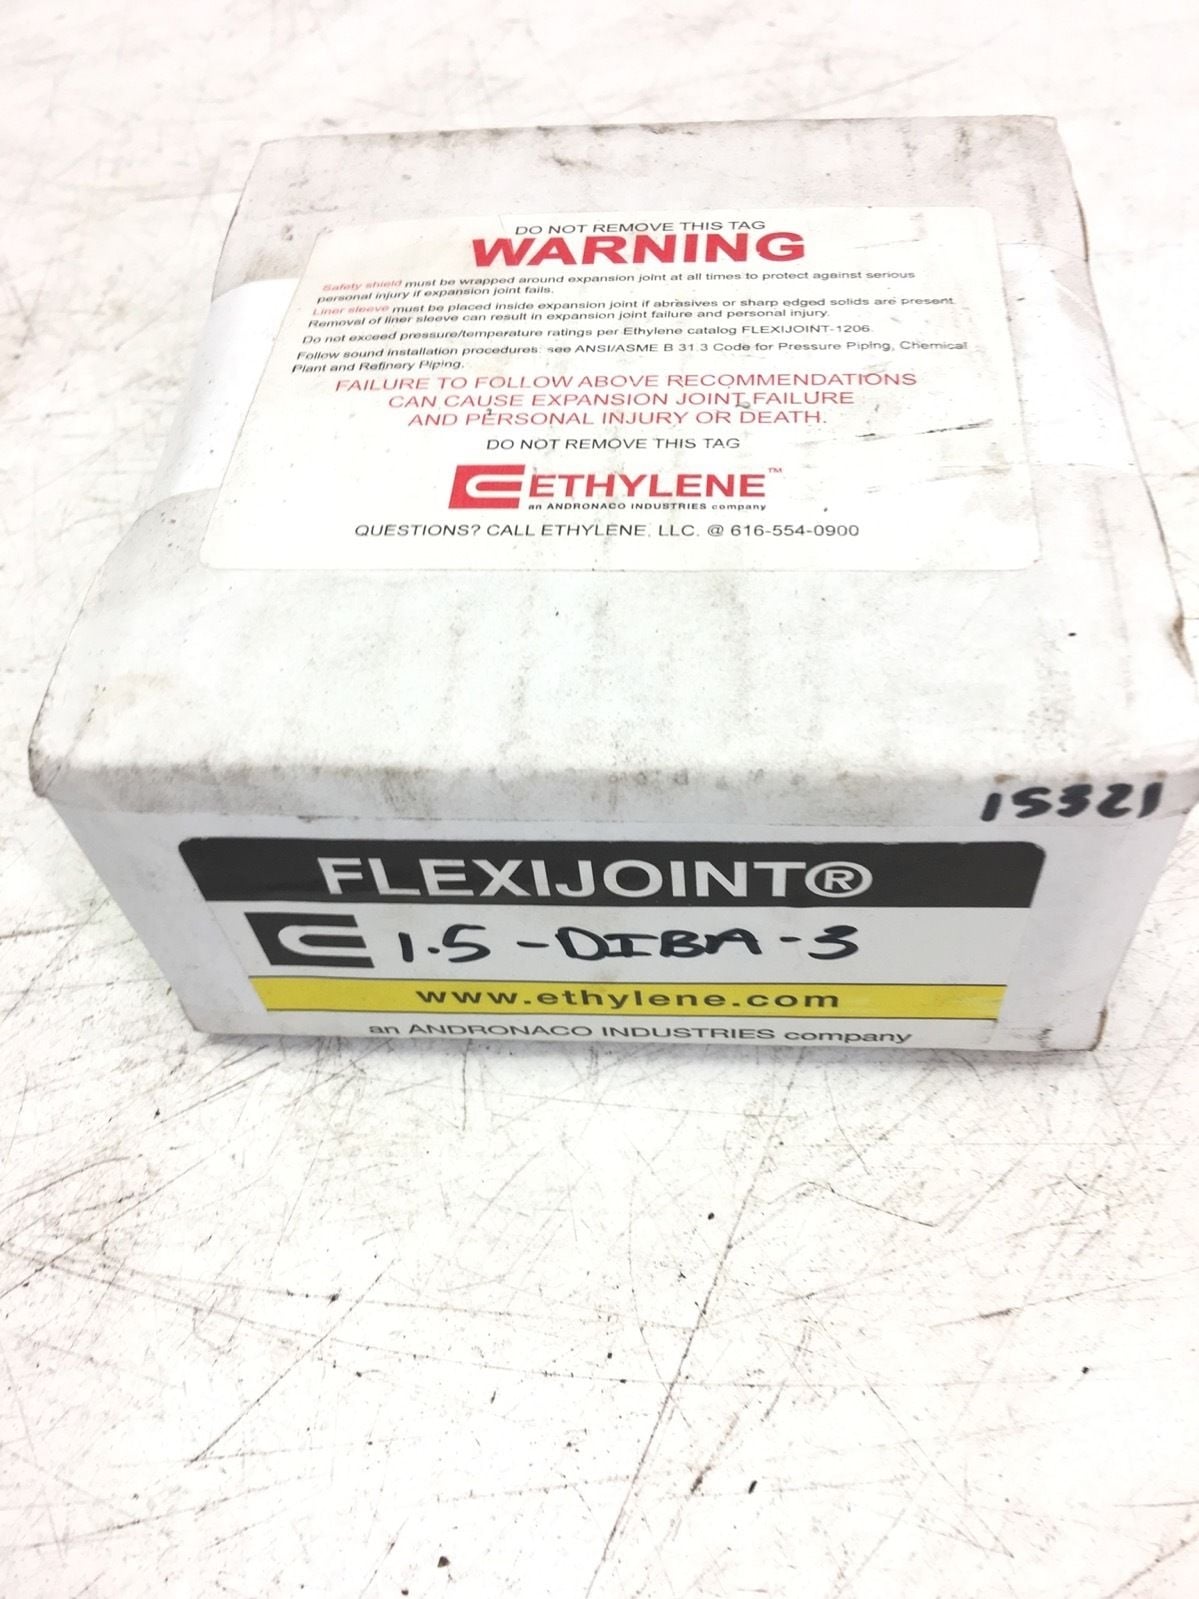 DO NOT REMOVE THIS TAG
WARNING
Safety shield must be wrapped around expansion joint at all times to protect against serious
personal injury if expansion joint fails.
Liner sleeve must be placed inside expansion joint if abrasives or sharp edged solids are present.
Removal of liner sleeve can result in expansion joint failure and personal injury.
Do not exceed pressure/temperature ratings per Ethylene catalog FLEXIJOINT-1206.
Follow sound installation procedures: see ANSI/ASME B 31.3 Code for Pressure Piping, Chemical
Plant and Refinery Piping.
FAILURE TO FOLLOW ABOVE RECOMMENDATIONS
CAN CAUSE EXPANSION JOINT FAILURE
AND PERSONAL INJURY OR DEATH.
DO NOT REMOVE THIS TAG
ETHYLENE™
an ANDRONACO INDUSTRIES company
QUESTIONS? CALL ETHYLENE, LLC. @ 616-554-0900
15321
FLEXIJOINT®
1.5-DIBA-3
www.ethylene.com
an ANDRONACO INDUSTRIES company